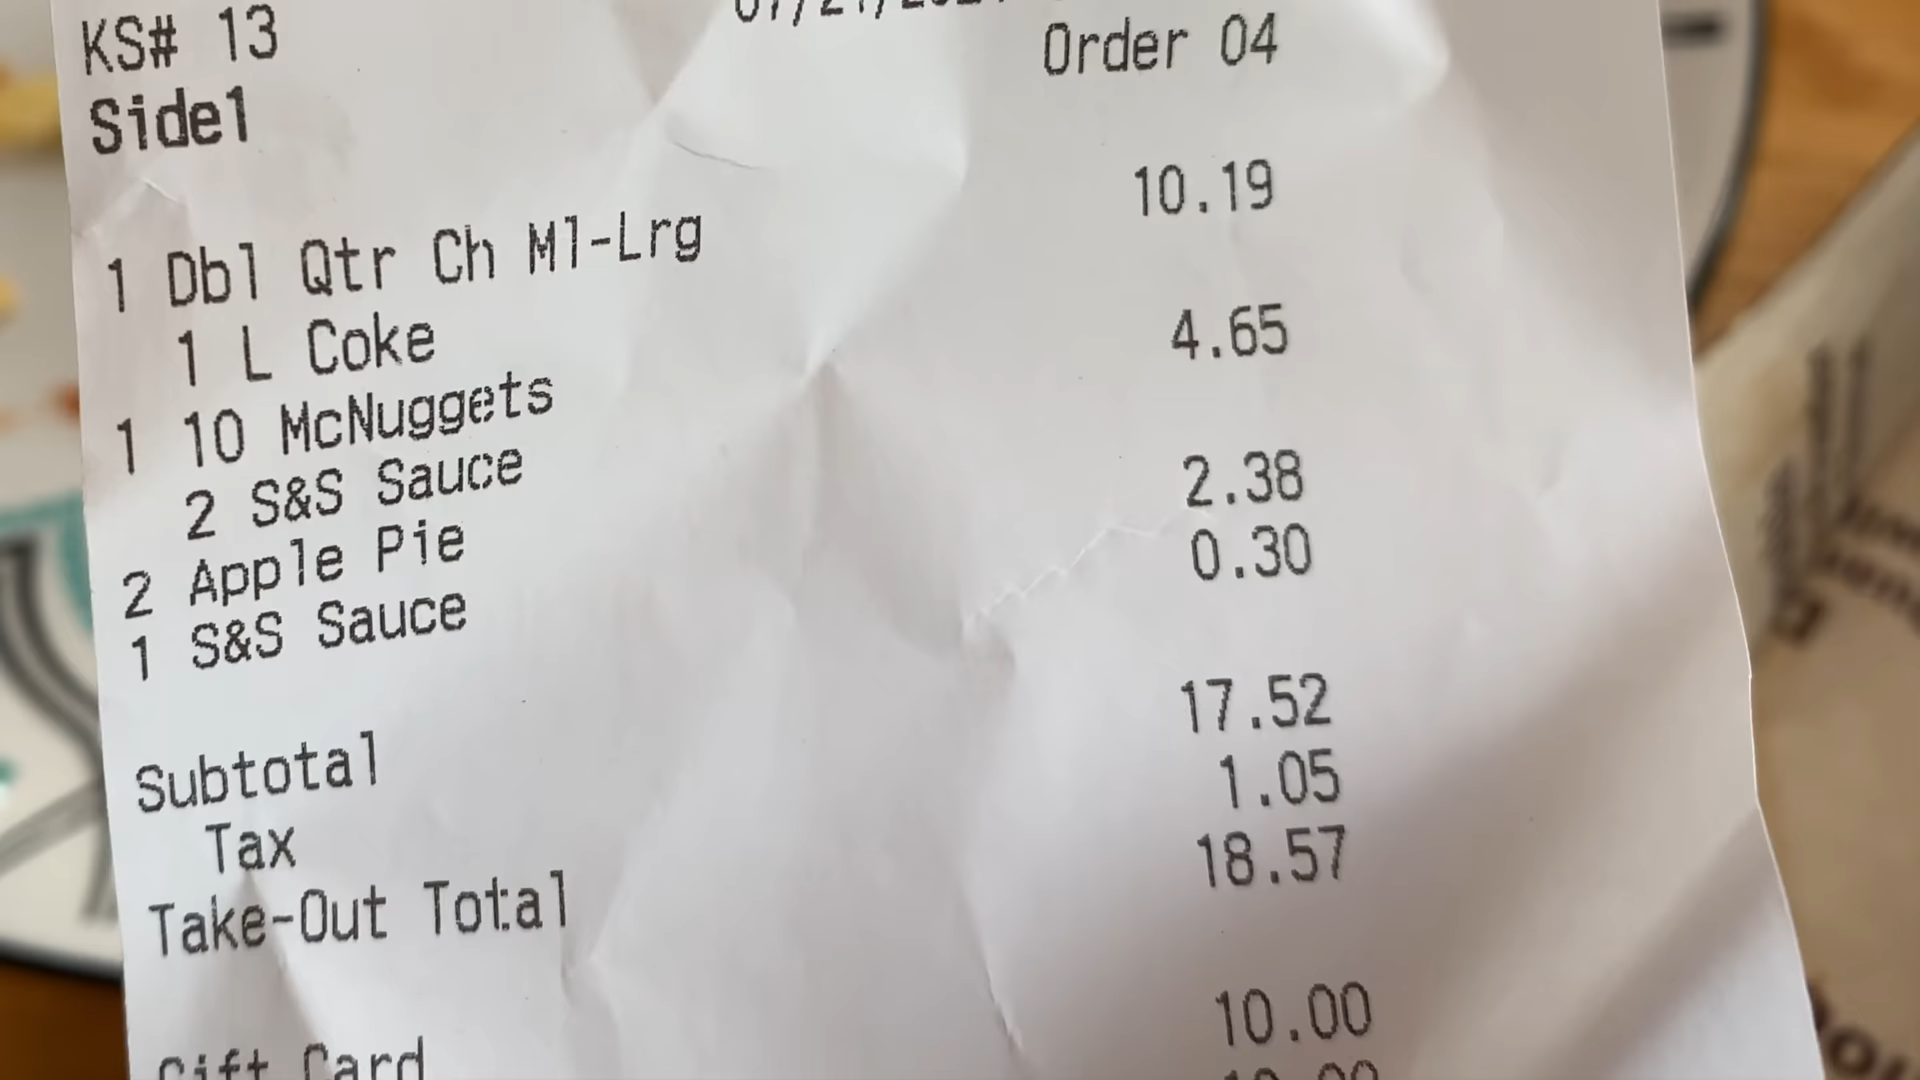 KS# 13
Order 04
Side1
1 Dbl Qtr Ch Ml-Lrg 10.19
1 L Coke
1 10 McNuggets 4.65
2 S&S Sauce
2 Apple Pie 2.38
1 S&S Sauce 0.30
Subtotal 17.52
Tax 1.05
Take-Out Total 18.57
Gift Card 10.00